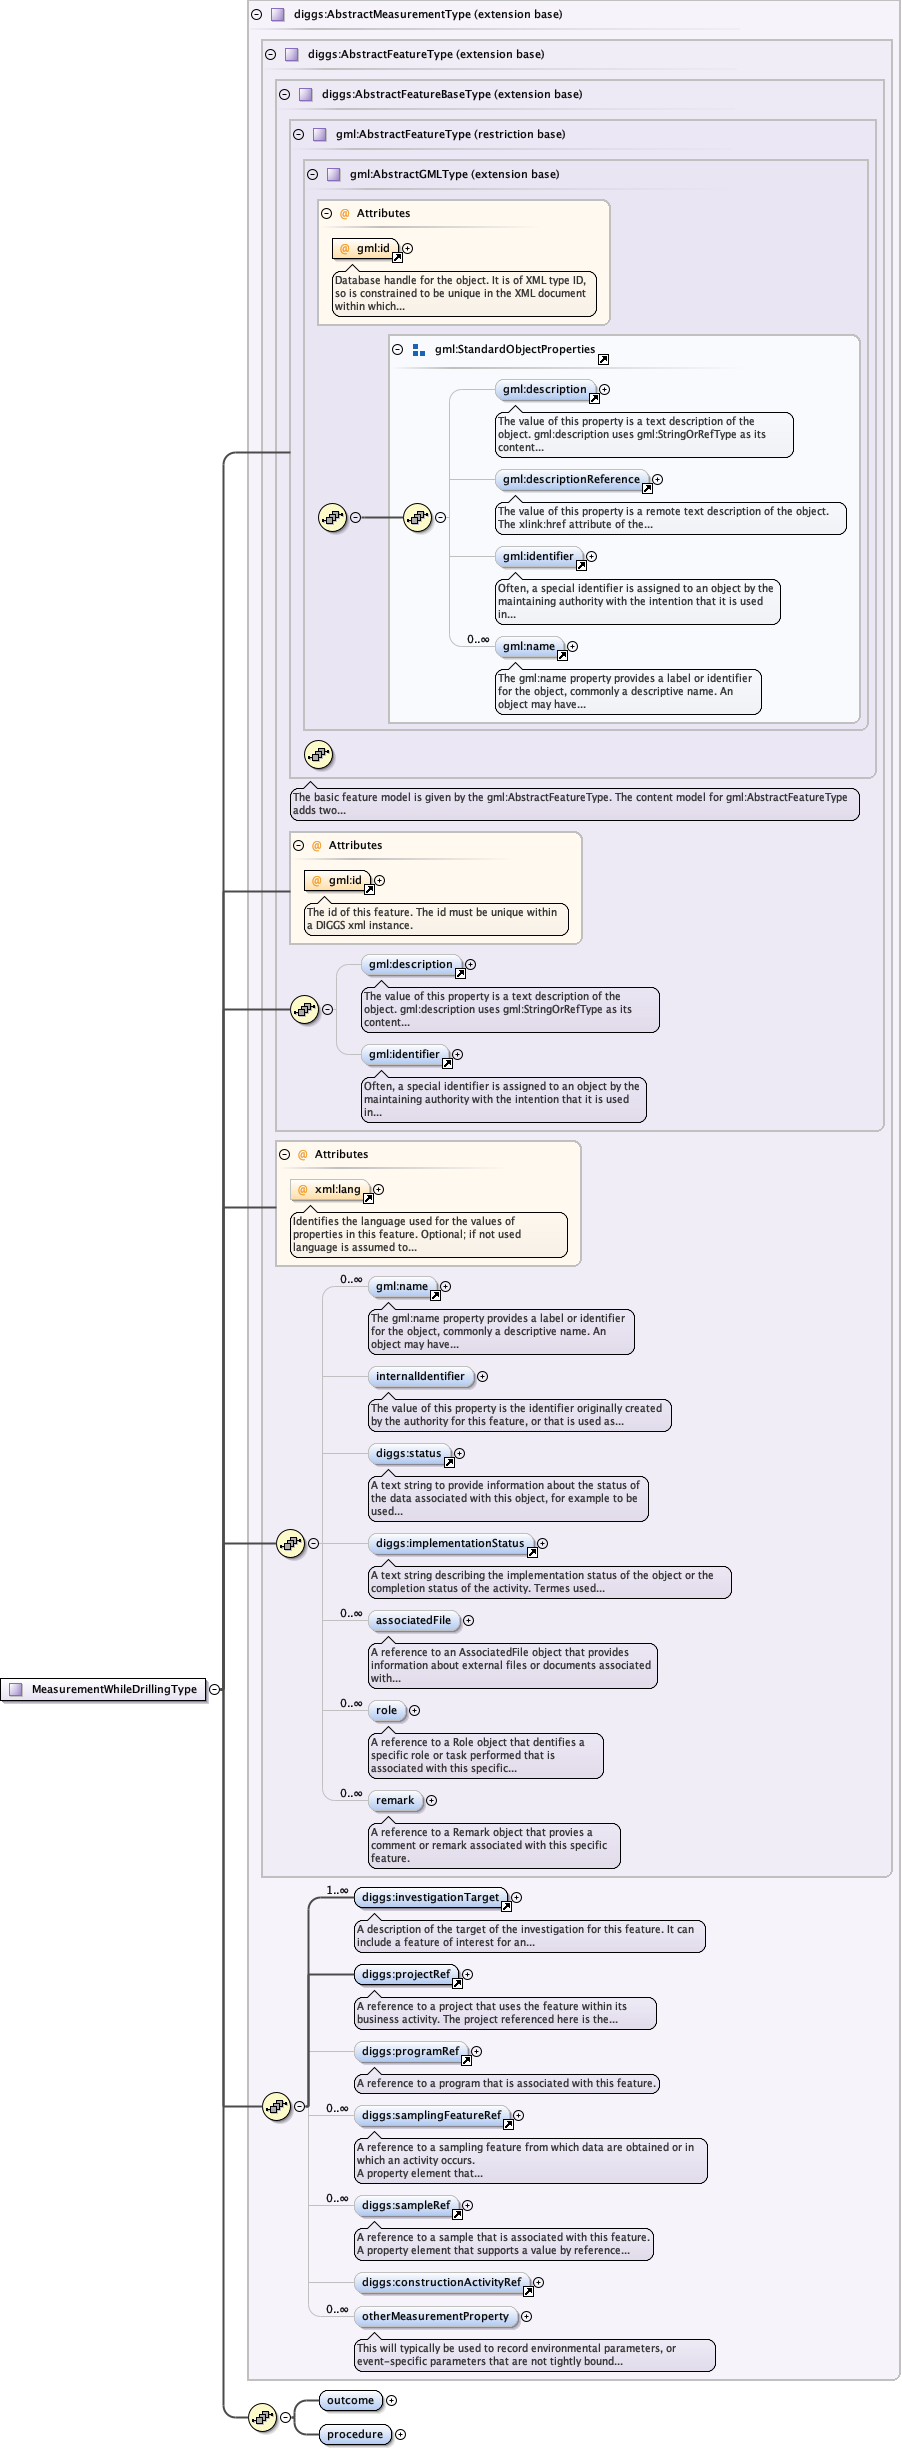 diggs:AbstractMeasurementType (extension base)
diggs:AbstractFeatureType (extension base)
diggs:AbstractFeatureBaseType (extension base)
gml:AbstractFeatureType (restriction base)
gml:AbstractGMLType (extension base)
@ Attributes
@ gml:id
Database handle for the object. It is of XML type ID,
so is constrained to be unique in the XML document
within which...
gml:StandardObjectProperties
gml:description
The value of this property is a text description of the
object. gml:description uses gml:StringOrRefType as its
content...
gml:descriptionReference
The value of this property is a remote text description of the object.
The xlink:href attribute of the...
gml:identifier
Often, a special identifier is assigned to an object by the
maintaining authority with the intention that it is used
in...
0..∞
gml:name
The gml:name property provides a label or identifier
for the object, commonly a descriptive name. An
object may have...
The basic feature model is given by the gml:AbstractFeatureType. The content model for gml:AbstractFeatureType
adds two...
@ Attributes
@ gml:id
The id of this feature. The id must be unique within
a DIGGS xml instance.
gml:description
The value of this property is a text description of the
object. gml:description uses gml:StringOrRefType as its
content...
gml:identifier
Often, a special identifier is assigned to an object by the
maintaining authority with the intention that it is used
in...
@ Attributes
@ xml:lang
Identifies the language used for the values of
properties in this feature. Optional; if not used
language is assumed to...
0..∞
gml:name
The gml:name property provides a label or identifier
for the object, commonly a descriptive name. An
object may have...
internalIdentifier
The value of this property is the identifier originally created
by the authority for this feature, or that is used as...
diggs:status
A text string to provide information about the status of
the data associated with this object, for example to be
used...
diggs:implementationStatus
A text string describing the implementation status of the object or the
completion status of the activity. Termes used...
0..∞
associatedFile
A reference to an AssociatedFile object that provides
information about external files or documents associated
with...
MeasurementWhileDrillingType
0..∞
role
A reference to a Role object that dentifies a
specific role or task performed that is
associated with this specific...
0..∞
remark
A reference to a Remark object that provies a
comment or remark associated with this specific
feature.
1..∞
diggs:investigationTarget
A description of the target of the investigation for this feature. It can
include a feature of interest for an...
diggs:projectRef
A reference to a project that uses the feature within its
business activity. The project referenced here is the...
diggs:programRef
A reference to a program that is associated with this feature.
0..∞
diggs:samplingFeatureRef
A reference to a sampling feature from which data are obtained or in
which an activity occurs.
A property element that...
0..∞
diggs:sampleRef
A reference to a sample that is associated with this feature.
A property element that supports a value by reference...
diggs:constructionActivityRef
0..∞
otherMeasurementProperty
This will typically be used to record environmental parameters, or
event-specific parameters that are not tightly bound...
outcome
procedure